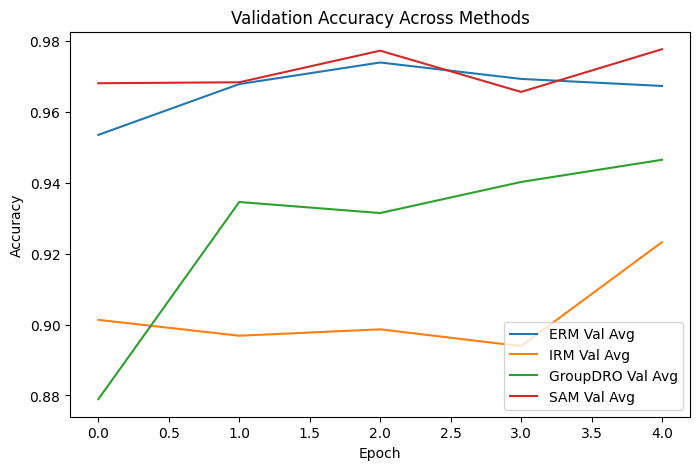 Validation Accuracy Across Methods
Accuracy
0.98
0.96
0.94
0.92
0.90
0.88
0.0
0.5
1.0
1.5
2.0
2.5
3.0
3.5
4.0
Epoch
ERM Val Avg
IRM Val Avg
GroupDRO Val Avg
SAM Val Avg